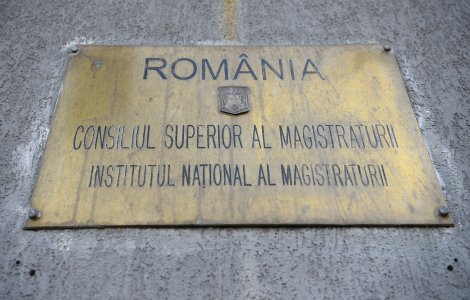 ROMÂNIA
CONSILIUL SUPERIOR AL MAGISTRATURII
INSTITUTUL NAȚIONAL AL MAGISTRATURII